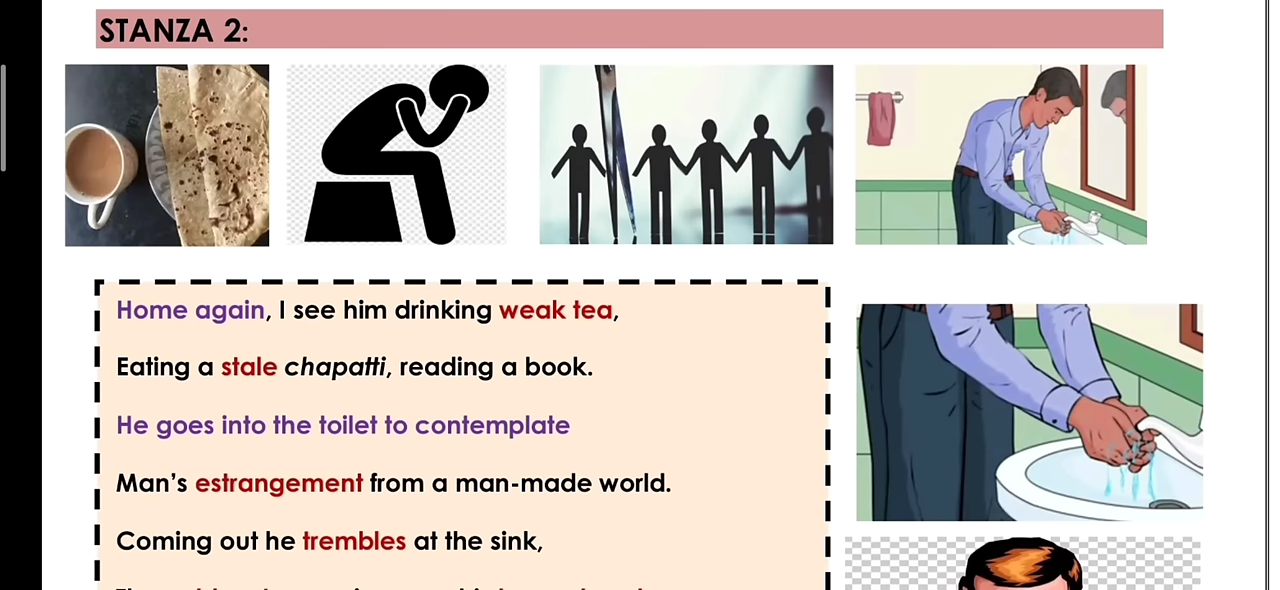 STANZA 2:
Home again, I see him drinking weak tea,
Eating a stale chapatti, reading a book.
He goes into the toilet to contemplate
Man's estrangement from a man-made world.
Coming out he trembles at the sink,